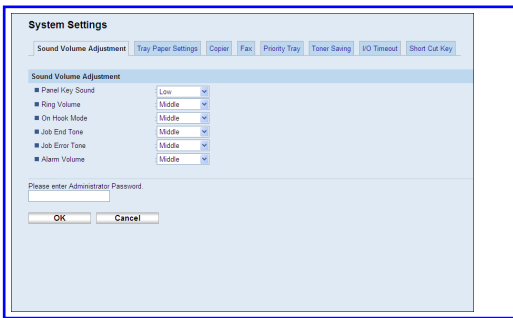 System Settings
Sound Volume Adjustment Tray Paper Settings Copier Fax Priority Tray Toner Saving I/O Timeout Short Cut Key
Sound Volume Adjustment
Panel Key Sound : Low
Ring Volume : Middle
On Hook Mode : Middle
Job End Tone : Middle
Job Error Tone : Middle
Alarm Volume : Middle
Please enter Administrator Password.
OK Cancel